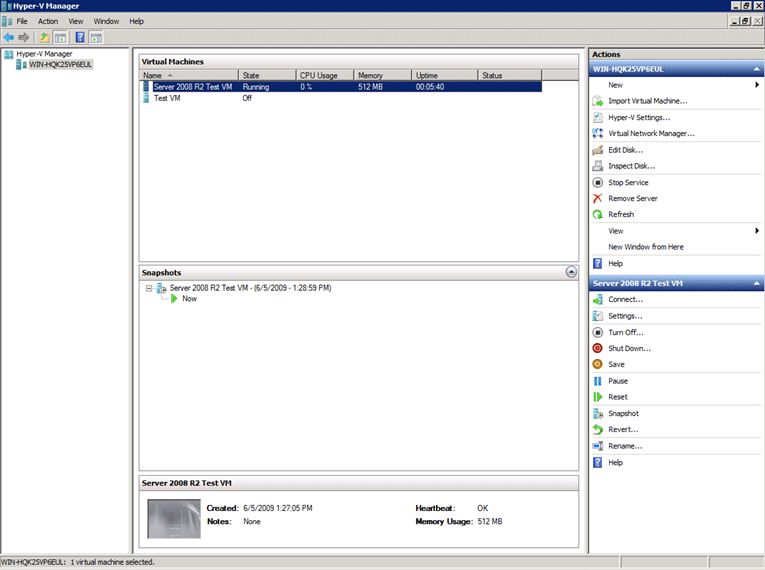 Hyper-V Manager
File Action View Window Help
Hyper-V Manager
WIN-HQK25VP6EUL
Virtual Machines
Name State CPU Usage Memory Uptime Status
Server 2008 R2 Test VM Running 0 % 512 MB 00:05:40
Test VM Off
Snapshots
Server 2008 R2 Test VM - (6/5/2009 - 1:28:59 PM)
Now
Server 2008 R2 Test VM
Created: 6/5/2009 1:27:05 PM Heartbeat: OK
Notes: None Memory Usage: 512 MB
Actions
WIN-HQK25VP6EUL
New
Import Virtual Machine...
Hyper-V Settings...
Virtual Network Manager...
Edit Disk...
Inspect Disk...
Stop Service
Remove Server
Refresh
View
New Window from Here
Help
Server 2008 R2 Test VM
Connect...
Settings...
Turn Off...
Shut Down...
Save
Pause
Reset
Snapshot
Revert...
Rename...
Help
WIN-HQK25VP6EUL: 1 virtual machine selected.